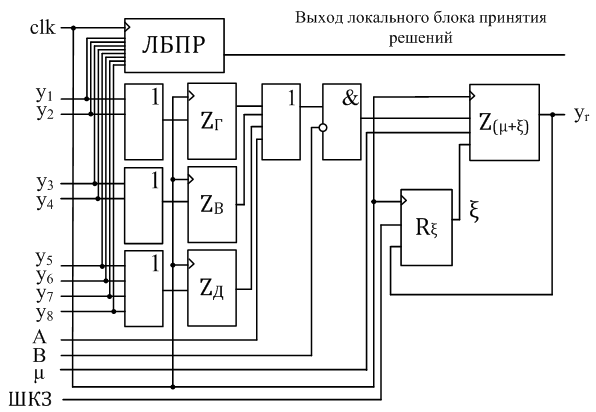 Выход локального блока принятия
решений
clk
ЛБПР
y1
y2
1
ZГ
1
&
Z(μ+ξ)
yr
y3
y4
1
ZВ
Rξ
ξ
y5
y6
y7
y8
1
ZД
A
B
μ
ШКЗ